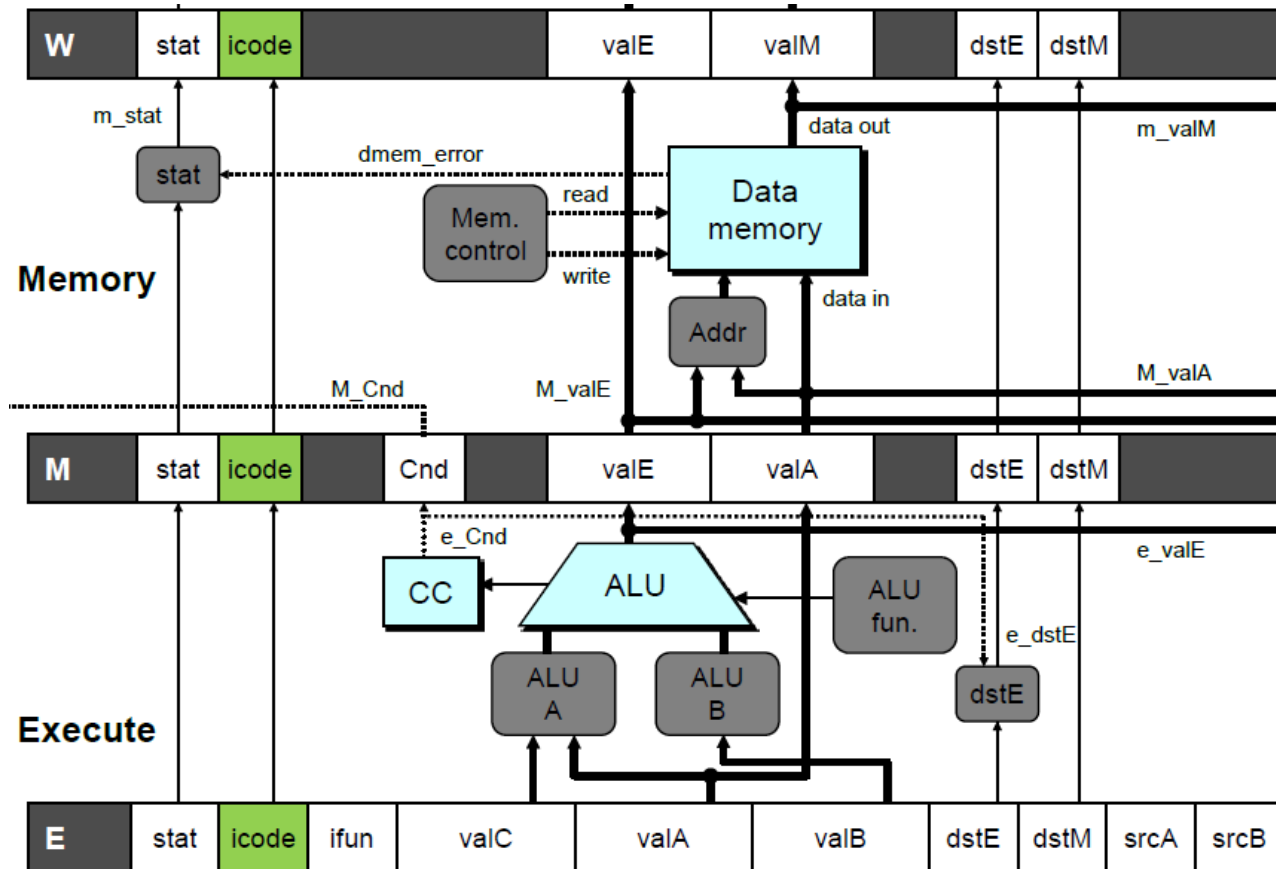 W stat icode valE valM dstE dstM
m_stat
data out
m_valM
dmem_error
stat
read
Data
memory
Mem.
control
write
Memory
data in
Addr
M_Cnd
M_valE
M_valA
M stat icode Cnd valE valA dstE dstM
e_Cnd
e_valE
CC
ALU
ALU
fun.
e_dstE
ALU
A
ALU
B
dstE
Execute
E stat icode ifun valC valA valB dstE dstM srcA srcB